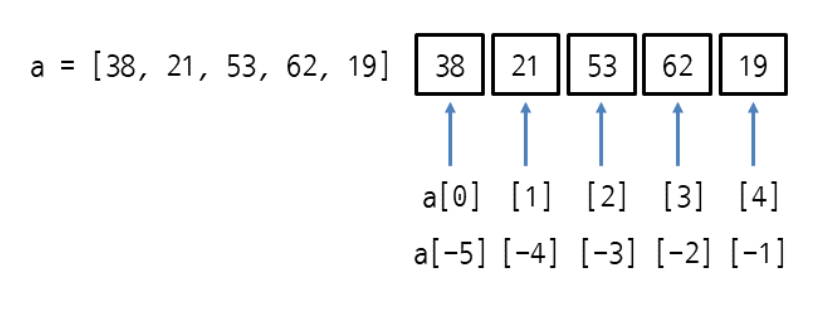 a = [38, 21, 53, 62, 19] 38 21 53 62 19
a[0] [1] [2] [3] [4]
a[-5] [-4] [-3] [-2] [-1]